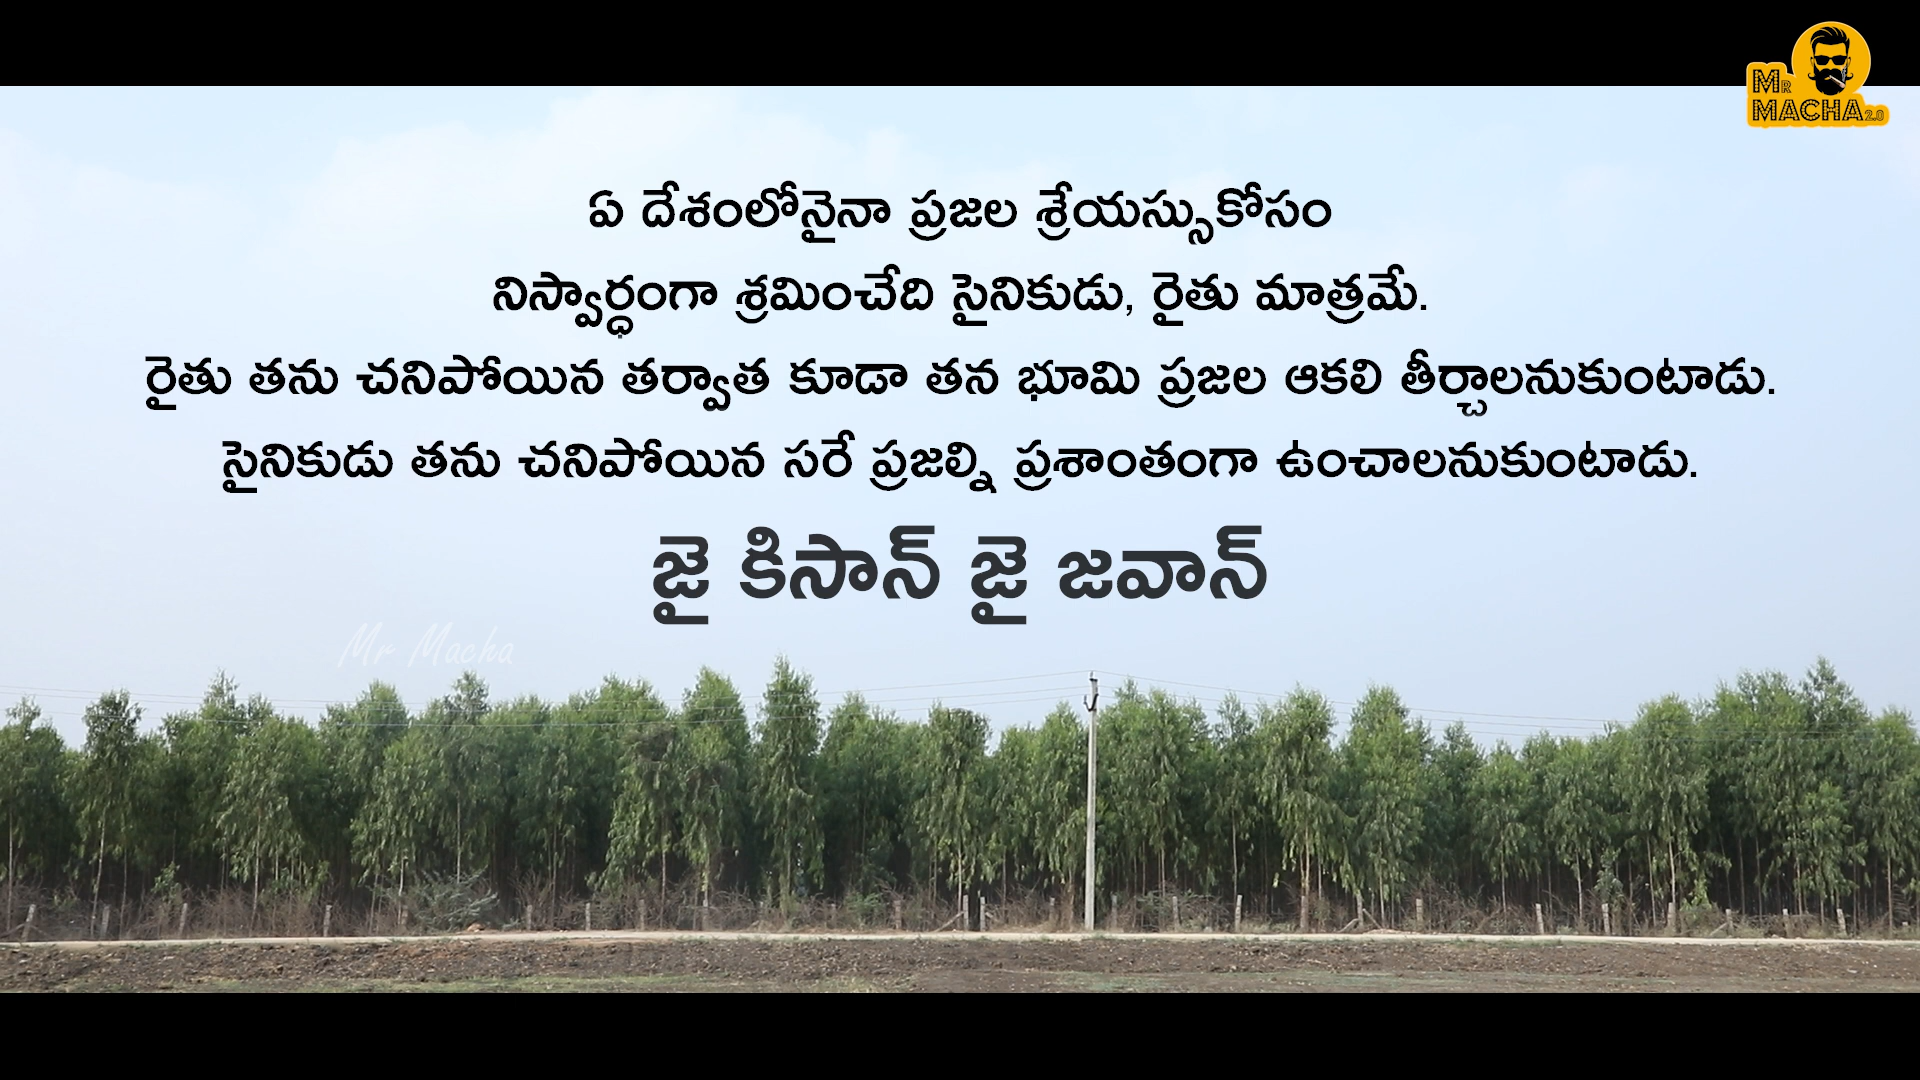 MR
MACHA 2.0
ఏ దేశంలోనైనా ప్రజల శ్రేయస్సుకోసం
నిస్వార్ధంగా శ్రమించేది సైనికుడు, రైతు మాత్రమే.
రైతు తను చనిపోయిన తర్వాత కూడా తన భూమి ప్రజల ఆకలి తీర్చాలనుకుంటాడు.
సైనికుడు తను చనిపోయిన సరే ప్రజల్ని ప్రశాంతంగా ఉంచాలనుకుంటాడు.
జై కిసాన్ జై జవాన్
Mr Macha